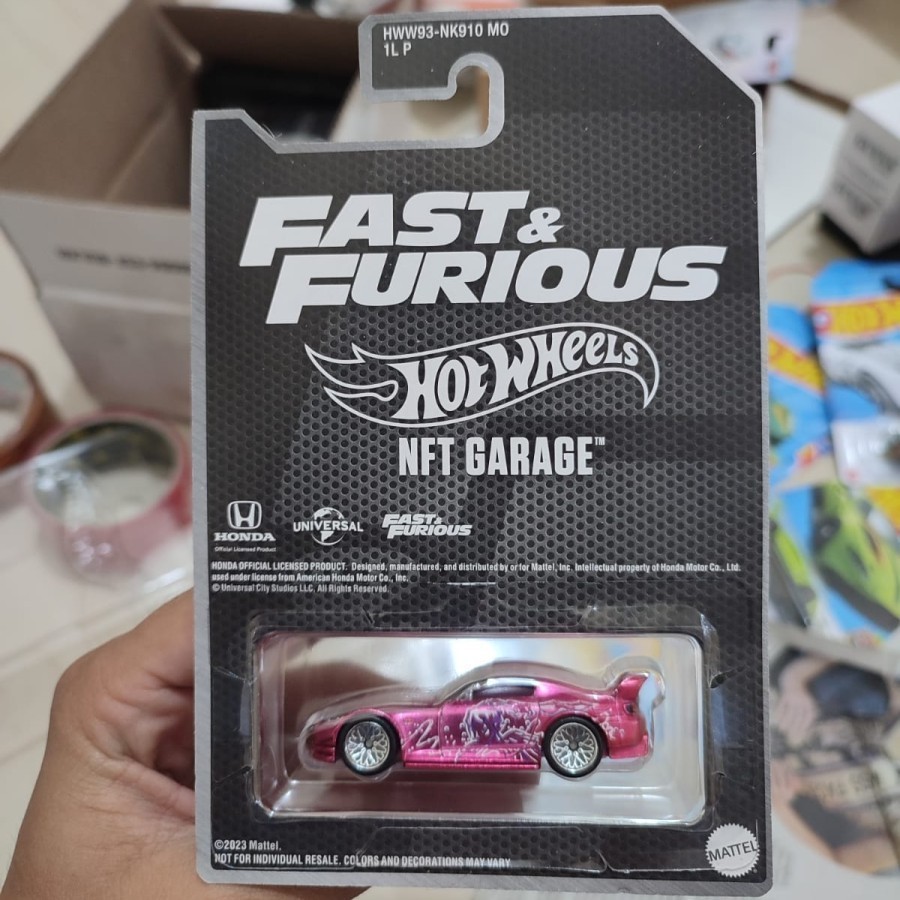 HWW93-NK910 MO
1L P
FAST &
FURIOUS
HOT WHEELS
NFT GARAGE™
HONDA
Official Licensed Product
UNIVERSAL
FAST &
FURIOUS
HONDA OFFICIAL LICENSED PRODUCT. Designed, manufactured, and distributed by or for Mattel, Inc. Intellectual property of Honda Motor Co., Ltd.
used under license from American Honda Motor Co., Inc.
© Universal City Studios LLC. All Rights Reserved.
©2023 Mattel.
NOT FOR INDIVIDUAL RESALE. COLORS AND DECORATIONS MAY VARY
MATTEL